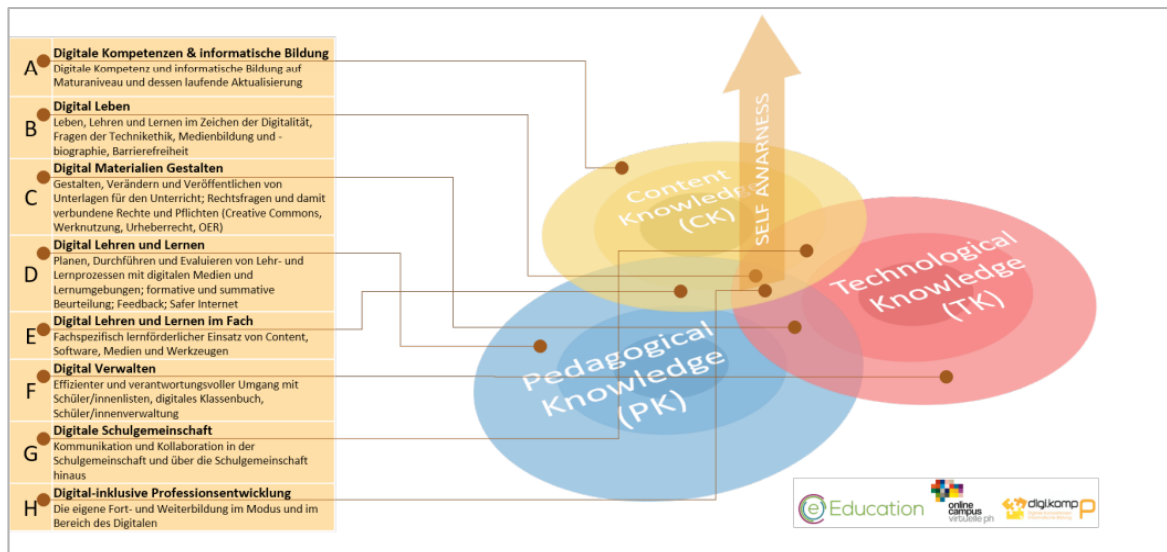 A
Digitale Kompetenzen & informatische Bildung
Digitale Kompetenz und informatische Bildung auf
Maturaniveau und dessen laufende Aktualisierung
B
Digital Leben
Leben, Lehren und Lernen im Zeichen der Digitalität,
Fragen der Technikethik, Medienbildung und -
biographie, Barrierefreiheit
C
Digital Materialien Gestalten
Gestalten, Verändern und Veröffentlichen von
Unterlagen für den Unterricht; Rechtsfragen und damit
verbundene Rechte und Pflichten (Creative Commons,
Werknutzung, Urheberrecht, OER)
D
Digital Lehren und Lernen
Planen, Durchführen und Evaluieren von Lehr- und
Lernprozessen mit digitalen Medien und
Lernumgebungen; formative und summative
Beurteilung; Feedback; Safer Internet
E
Digital Lehren und Lernen im Fach
Fachspezifisch lernförderlicher Einsatz von Content,
Software, Medien und Werkzeugen
F
Digital Verwalten
Effizienter und verantwortungsvoller Umgang mit
Schüler/innenlisten, digitales Klassenbuch,
Schüler/innenverwaltung
G
Digitale Schulgemeinschaft
Kommunikation und Kollaboration in der
Schulgemeinschaft und über die Schulgemeinschaft
hinaus
H
Digital-inklusive Professionsentwicklung
Die eigene Fort- und Weiterbildung im Modus und im
Bereich des Digitalen
SELF AWARNESS
Content
Knowledge
(CK)
Technological
Knowledge
(TK)
Pedagogical
Knowledge
(PK)
eEducation
online
campus
virtuelle ph
digi.komp
P